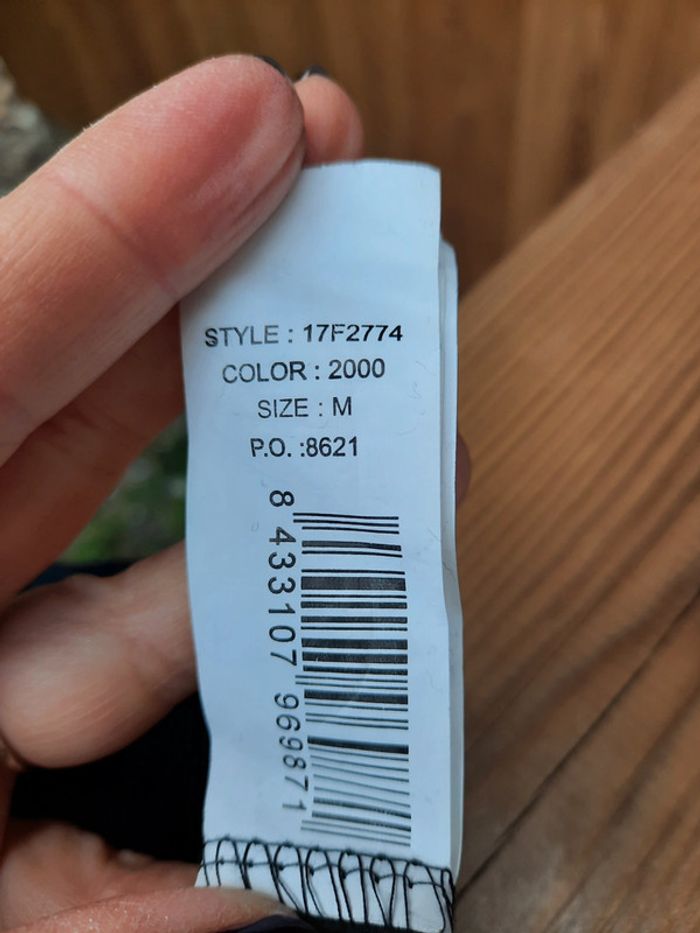 STYLE : 17F2774
COLOR : 2000
SIZE : M
P.O. :8621
8 433107 969871